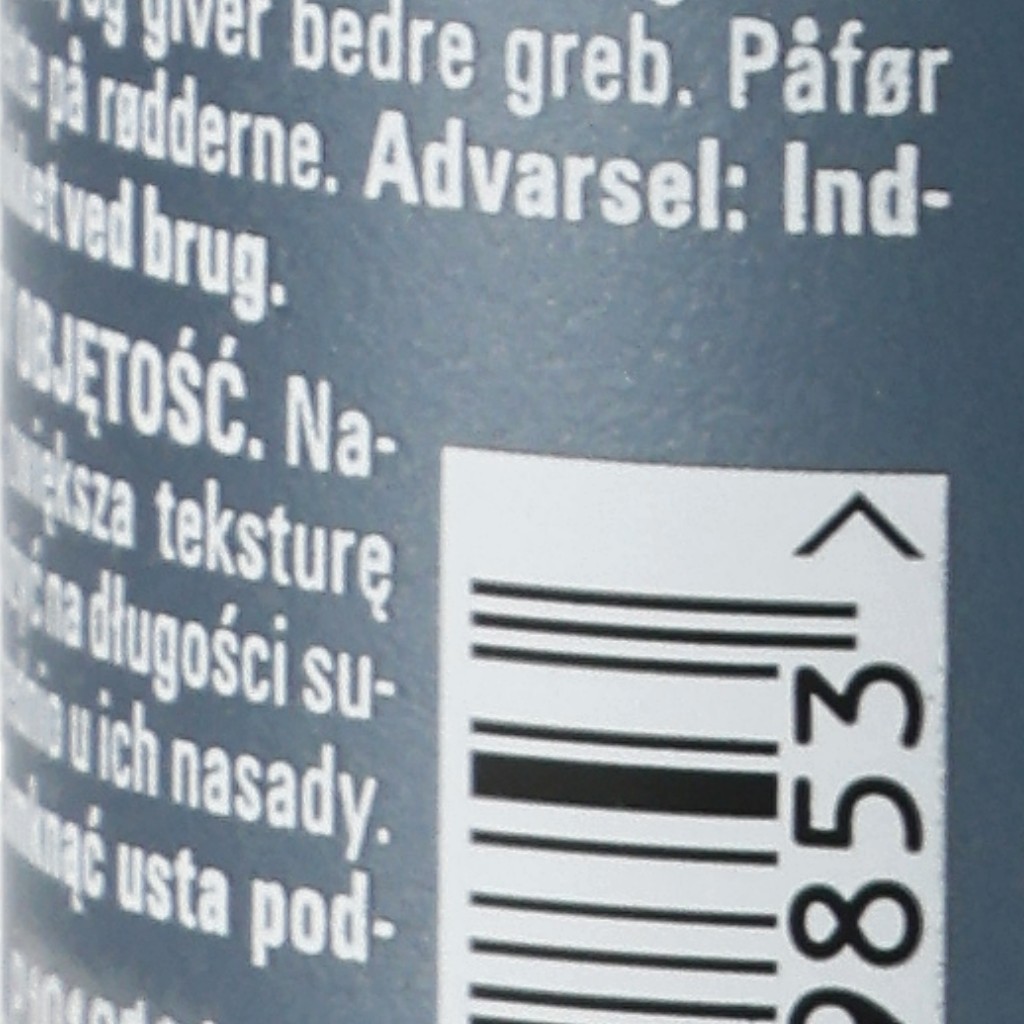 giver bedre greb. Påfør
på rødderne. Advarsel: Ind-
ved brug.
OBJĘTOŚĆ. Na-
teksturę
na długości su-
u ich nasady.
usta pod-
853
>